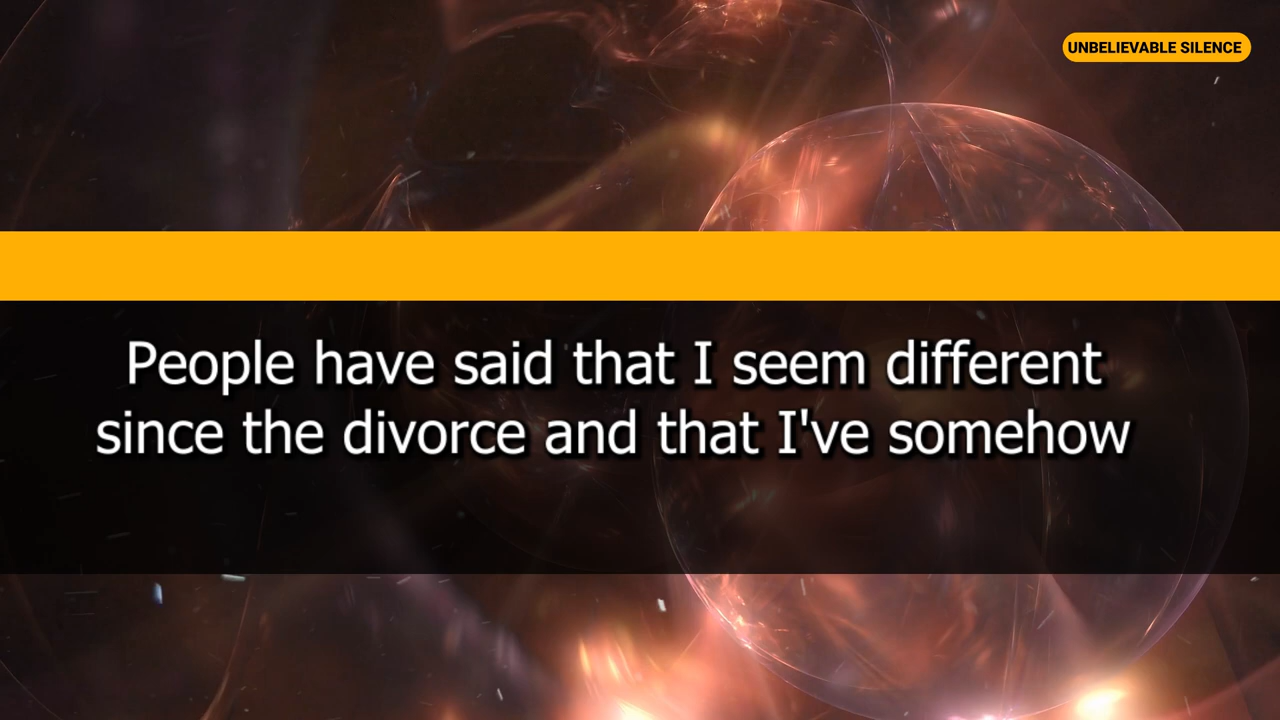 UNBELIEVABLE SILENCE
People have said that I seem different
since the divorce and that I've somehow